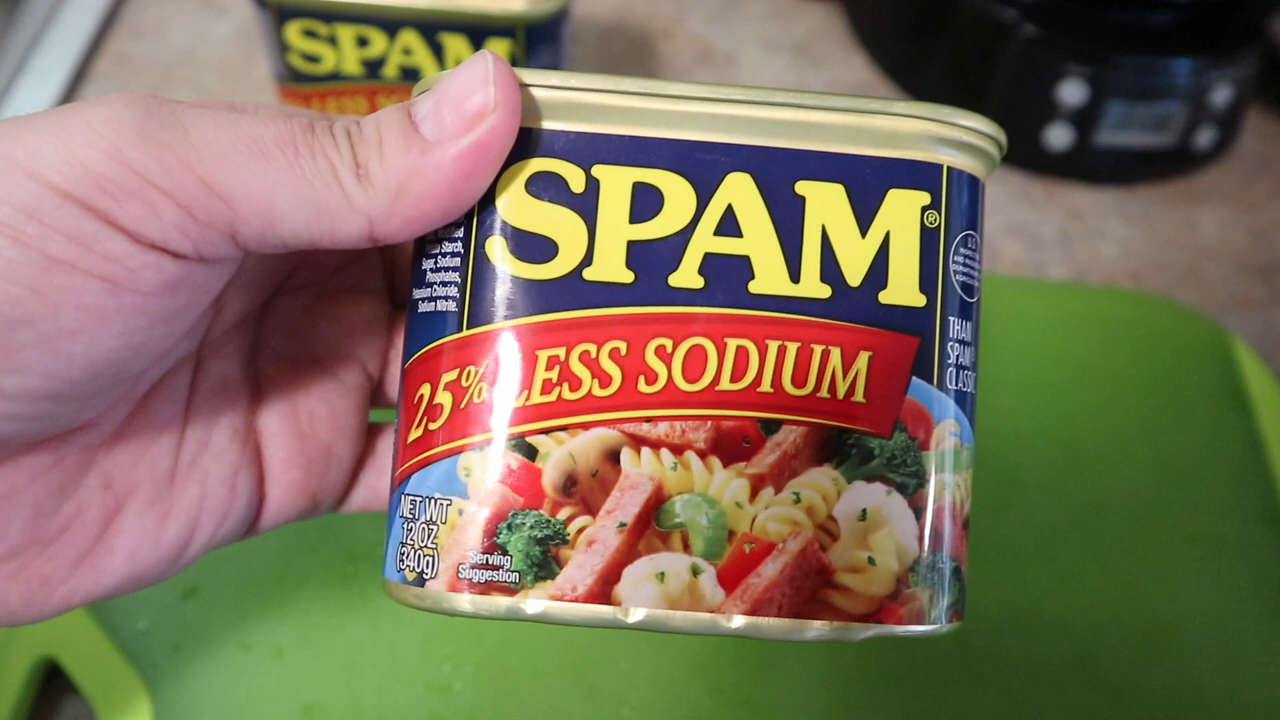 SPAM
LESS
SPAM®
Starch,
Sugar, Sodium
Phosphates,
Potassium Chloride,
Sodium Nitrite.
25% LESS SODIUM
U.S.
THAN
SPAM®
CLASSIC
NET WT
12 OZ
(340g)
Serving
Suggestion